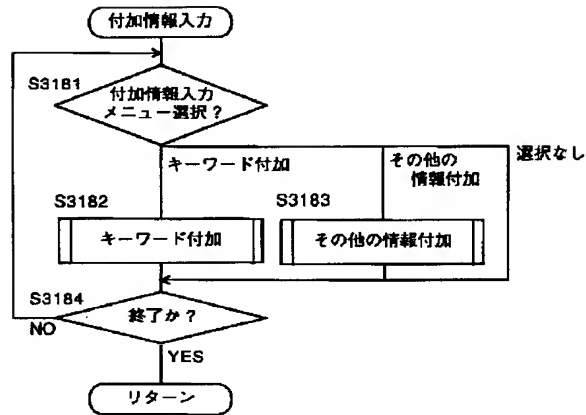 付加情報入力
S3181
付加情報入力
メニュー選択？
キーワード付加
その他の
情報付加
選択なし
S3182
S3183
キーワード付加
その他の情報付加
S3184
終了か？
NO
YES
リターン